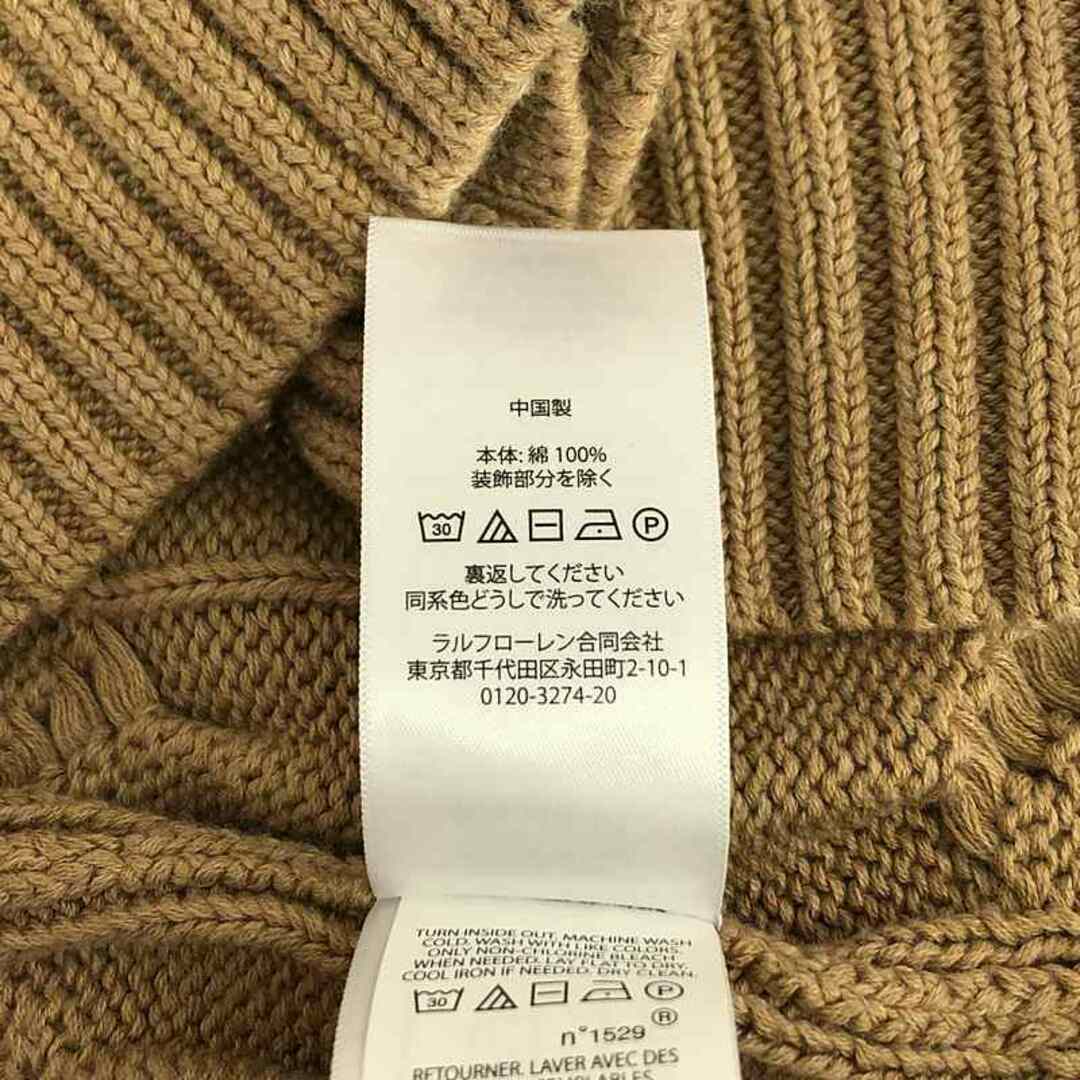 中国製
本体: 綿 100%
装飾部分を除く
30 P
裏返してください
同系色どうしで洗ってください
ラルフローレン合同会社
東京都千代田区永田町2-10-1
0120-3274-20
TURN INSIDE OUT. MACHINE WASH
COLD. WASH WITH LIKE COLORS.
ONLY NON-CHLORINE BLEACH
WHEN NEEDED. LAY FLAT TO DRY.
COOL IRON IF NEEDED. DRY CLEAN.
30 P
®
n°1529
RETOURNER. LAVER AVEC DES